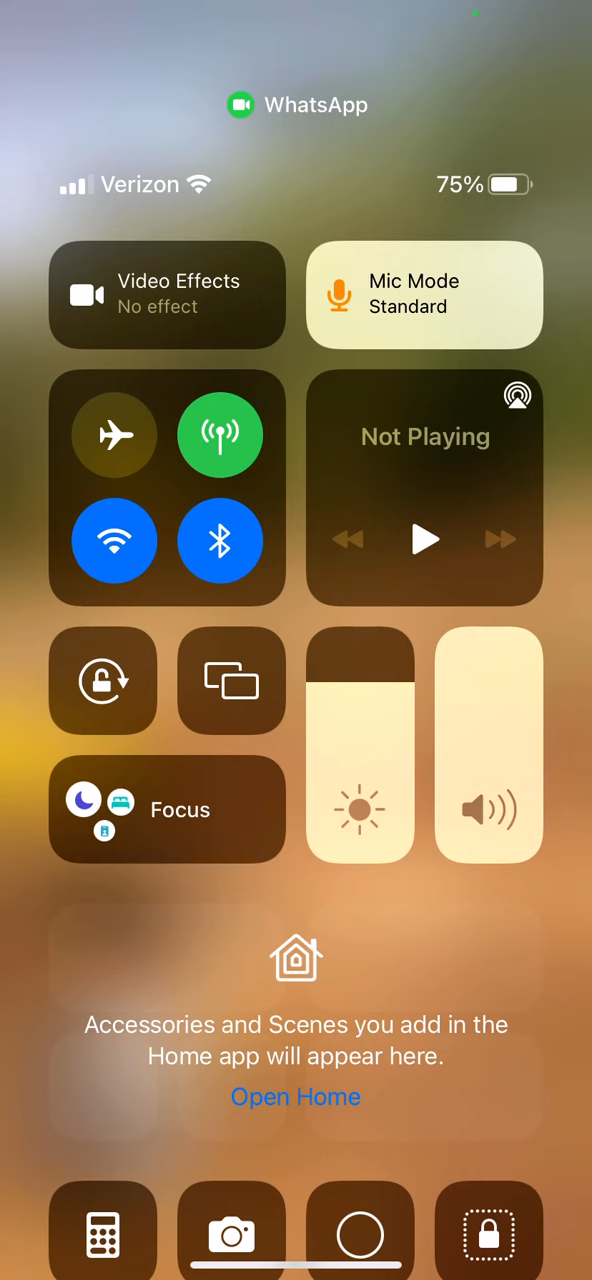 WhatsApp
Verizon 75%
Video Effects
No effect
Mic Mode
Standard
Not Playing
Focus
Accessories and Scenes you add in the
Home app will appear here.
Open Home